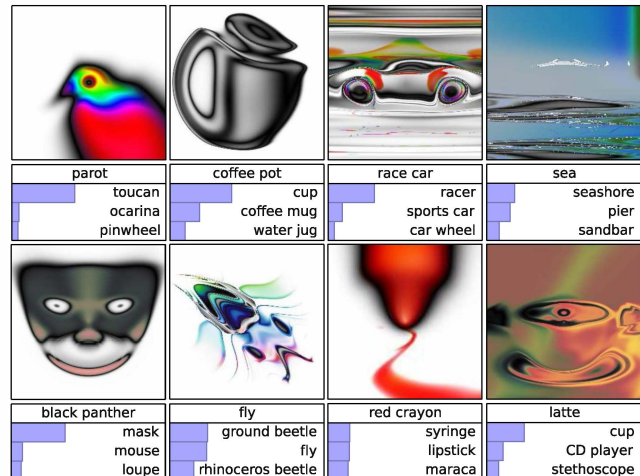 parot
toucan
ocarina
pinwheel
coffee pot
cup
coffee mug
water jug
race car
racer
sports car
car wheel
sea
seashore
pier
sandbar
black panther
mask
mouse
loupe
fly
ground beetle
fly
rhinoceros beetle
red crayon
syringe
lipstick
maraca
latte
cup
CD player
stethoscope